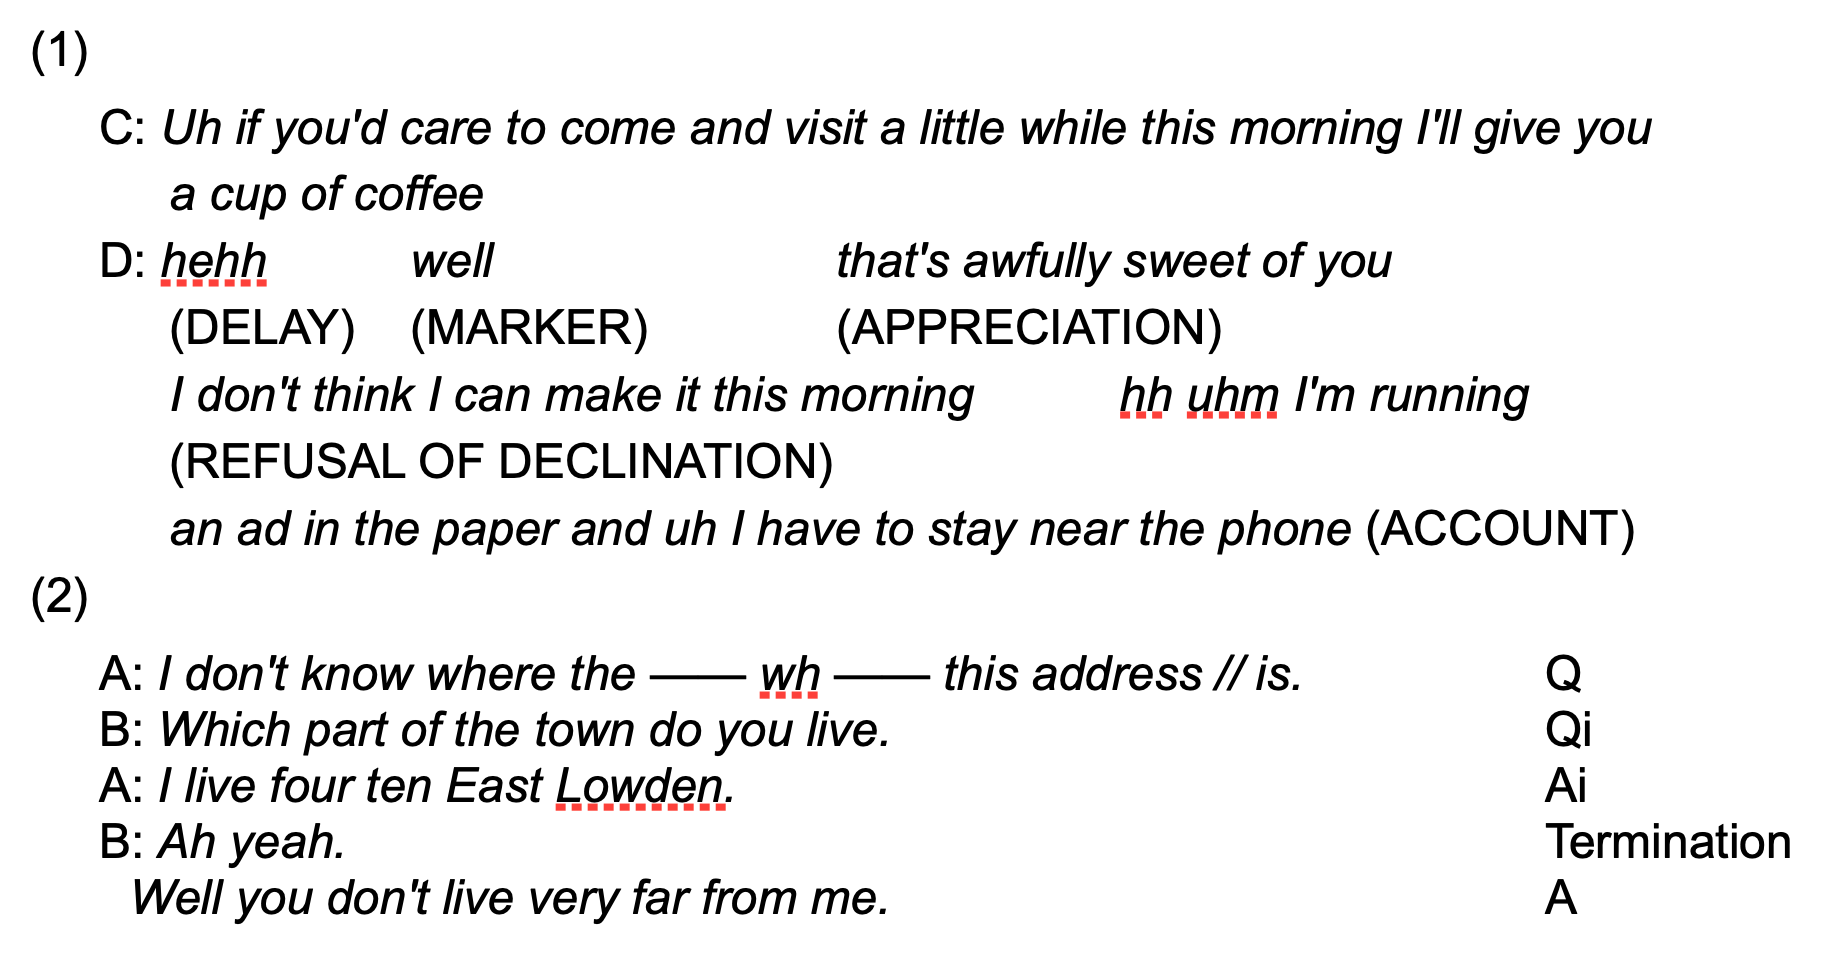 (1)
C: Uh if you'd care to come and visit a little while this morning I'll give you
a cup of coffee
D: hehh well that's awfully sweet of you
(DELAY) (MARKER) (APPRECIATION)
I don't think I can make it this morning hh uhm I'm running
(REFUSAL OF DECLINATION)
an ad in the paper and uh I have to stay near the phone (ACCOUNT)
(2)
A: I don't know where the —— wh —— this address // is. Q
B: Which part of the town do you live. Qi
A: I live four ten East Lowden. Ai
B: Ah yeah. Termination
Well you don't live very far from me. A